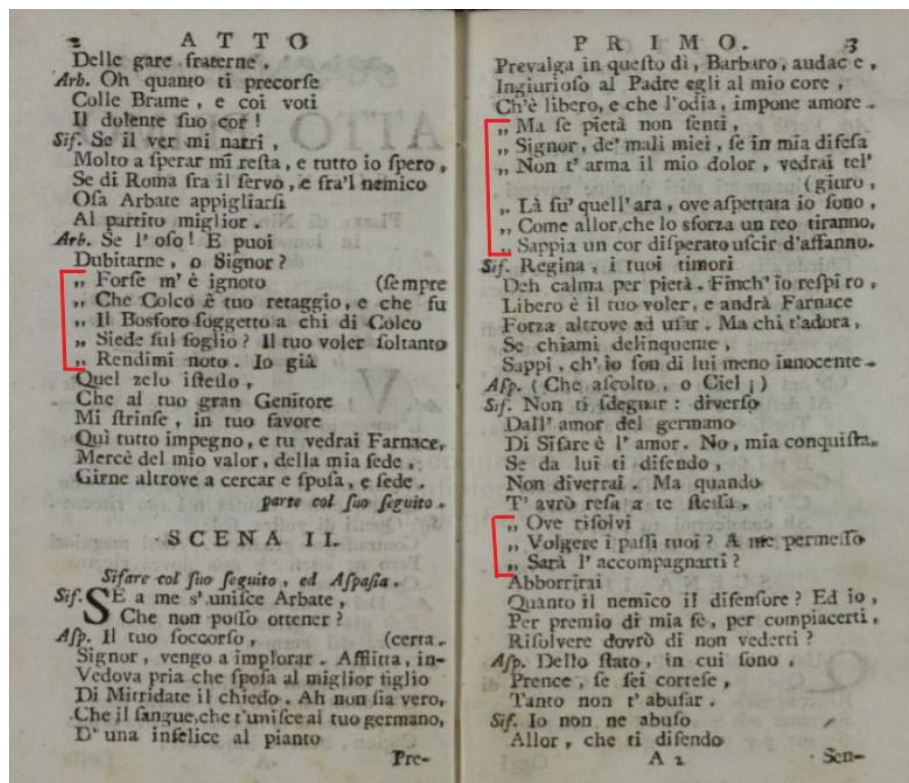 2 ATTO
Delle gare fraterne.
Arb. Oh quanto ti precorſe
Colle Brame, e coi voti
Il dolente ſuo cor!
Sif. Se il ver mi narri,
Molto a ſperar mi reſta, e tutto io ſpero,
Se di Roma fra il ſervo, e fra'l nemico
Oſa Arbate appigliarſi
Al partito miglior.
Arb. Se l' oſo! E puoi
Dubitarne, o Signor?
„ Forſe m' è ignoto (ſempre
„ Che Colco è tuo retaggio, e che fu
„ Il Bosforo ſoggetto a chi di Colco
„ Siede ſul ſoglio? Il tuo voler ſoltanto
„ Rendimi noto. Io già
Quel zelo iſteſſo,
Che al tuo gran Genitore
Mi ſtrinſe, in tuo favore
Quì tutto impegno, e tu vedrai Farnace,
Mercè del mio valor, della mia fede,
Girne altrove a cercar e ſpoſa, e ſede.
parte col ſuo ſeguito.
SCENA II.
Sifare col ſuo ſeguito, ed Aſpaſia.
Sif. SE a me s' uniſce Arbate,
Che non poſſo ottener?
Aſp. Il tuo ſoccorſo, (certa.
Signor, vengo a implorar. Afflitta, in-
Vedova pria che ſpoſa al miglior figlio
Di Mitridate il chiedo. Ah non ſia vero,
Che il ſangue, che t'uniſce al tuo germano,
D' una infelice al pianto
Pre-
PRIMO. 3
Prevalga in queſto dì, Barbaro, audace,
Ingiurioſo al Padre egli al mio core,
Ch'è libero, e che l'odia, impone amore.
„ Ma ſe pietà non ſenti,
„ Signor, de' mali miei, ſe in mia difeſa
„ Non t' arma il mio dolor, vedrai tel'
(giuro,
„ Là ſu' quell' ara, ove aſpettata io ſono,
„ Come allor, che lo sforza un reo tiranno,
„ Sappia un cor diſperato uſcir d'affanno.
Sif. Regina, i tuoi timori
Deh calma per pietà. Finch' io reſpiro,
Libero è il tuo voler, e andrà Farnace
Forza altrove ad uſar. Ma chi t'adora,
Se chiami delinquente,
Sappi, ch' io ſon di lui meno innocente.
Aſp. (Che aſcolto, o Ciel ¡)
Sif. Non ti ſdegnar: diverſo
Dall' amor del germano
Di Sifare è l' amor. No, mia conquiſta,
Se da lui ti difendo,
Non diverrai. Ma quando
T' avrò reſa a te ſteſſa,
„ Ove riſolvi
„ Volgere i paſſi tuoi? A me permeſſo
„ Sarà l' accompagnarti?
Abborrirai
Quanto il nemico il difenſore? Ed io,
Per premio di mia fè, per compiacerti,
Riſolvere dovrò di non vederti?
Aſp. Dello ſtato, in cui ſono,
Prence, ſe ſei corteſe,
Tanto non t' abuſar.
Sif. Io non ne abuſo
Allor, che ti difendo
A 2 Scn-